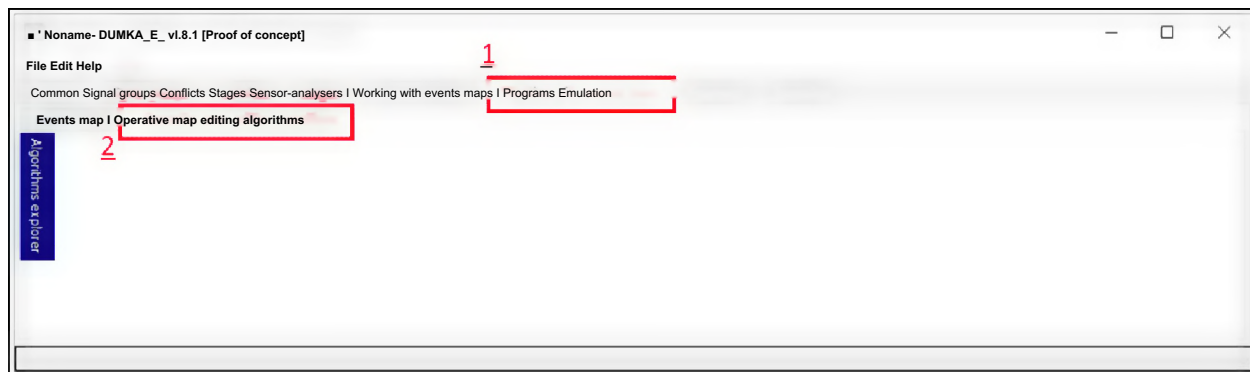 ■ ' Noname- DUMKA_E_ vl.8.1 [Proof of concept]
1
File Edit Help
Common Signal groups Conflicts Stages Sensor-analysers I Working with events maps I Programs Emulation
Events map I Operative map editing algorithms
2
Algorithms explorer